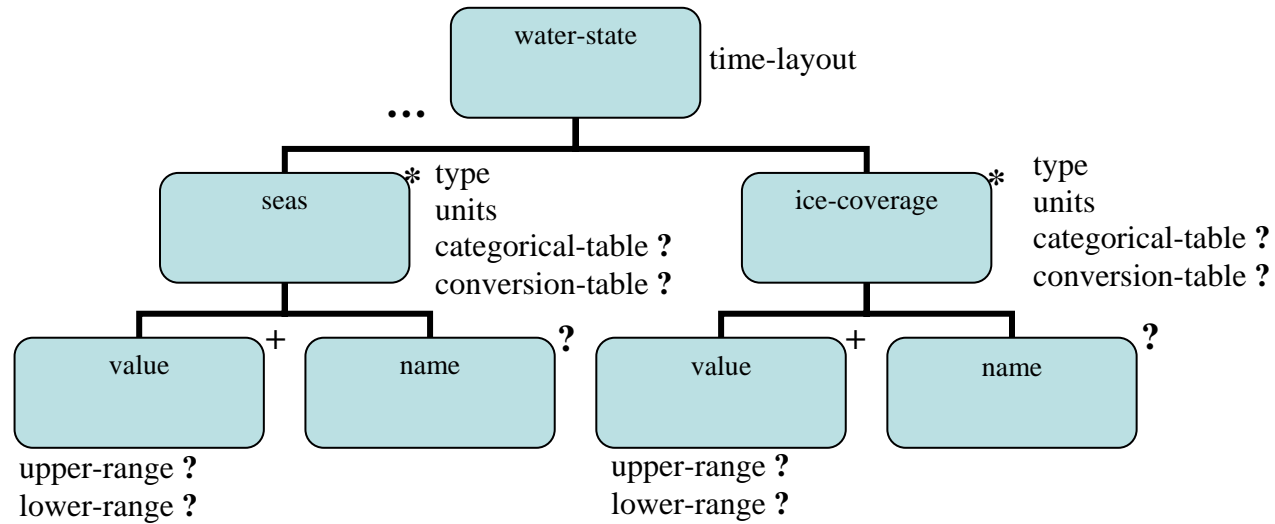 water-state
time-layout
...
seas
*
type
units
categorical-table ?
conversion-table ?
ice-coverage
*
type
units
categorical-table ?
conversion-table ?
value
+
name
?
value
+
name
?
upper-range ?
lower-range ?
upper-range ?
lower-range ?